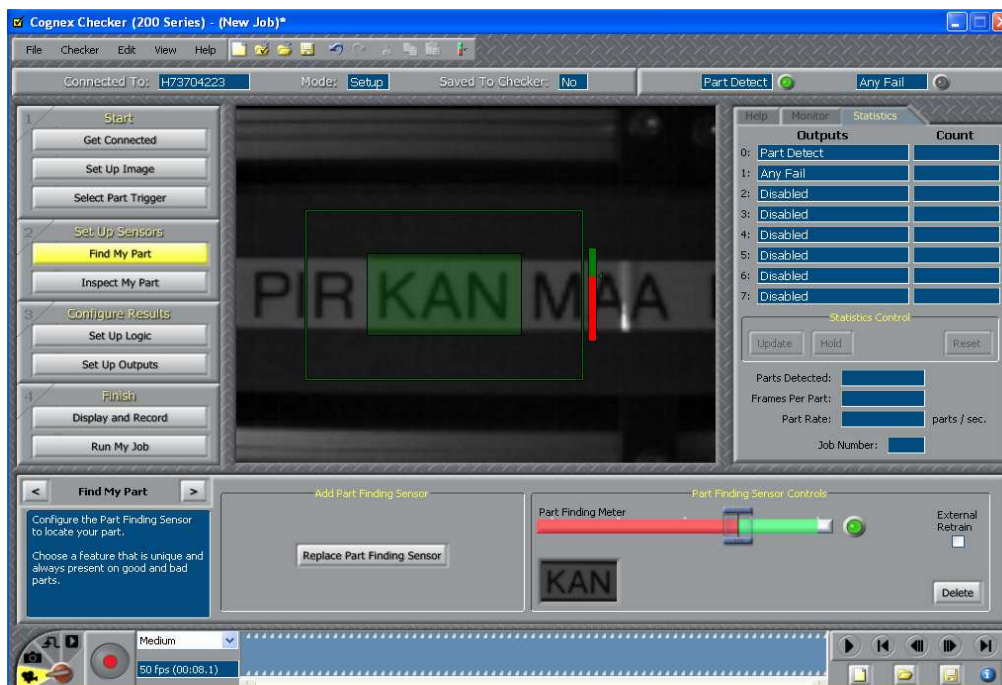 Cognex Checker (200 Series) - (New Job)*
File Checker Edit View Help
Connected To: H73704223 Mode: Setup Saved To Checker: No Part Detect Any Fail
1 Start
Get Connected
Set Up Image
Select Part Trigger
2 Set Up Sensors
Find My Part
Inspect My Part
3 Configure Results
Set Up Logic
Set Up Outputs
4 Finish
Display and Record
Run My Job
PIR KAN MAA
Help Monitor Statistics
Outputs Count
0: Part Detect
1: Any Fail
2: Disabled
3: Disabled
4: Disabled
5: Disabled
6: Disabled
7: Disabled
Statistics Control
Update Hold Reset
Parts Detected:
Frames Per Part:
Part Rate: parts / sec.
Job Number:
< Find My Part >
Configure the Part Finding Sensor
to locate your part.
Choose a feature that is unique and
always present on good and bad
parts.
Add Part Finding Sensor
Replace Part Finding Sensor
Part Finding Sensor Controls
Part Finding Meter
KAN
External
Retrain
Delete
Medium
50 fps (00:08.1)